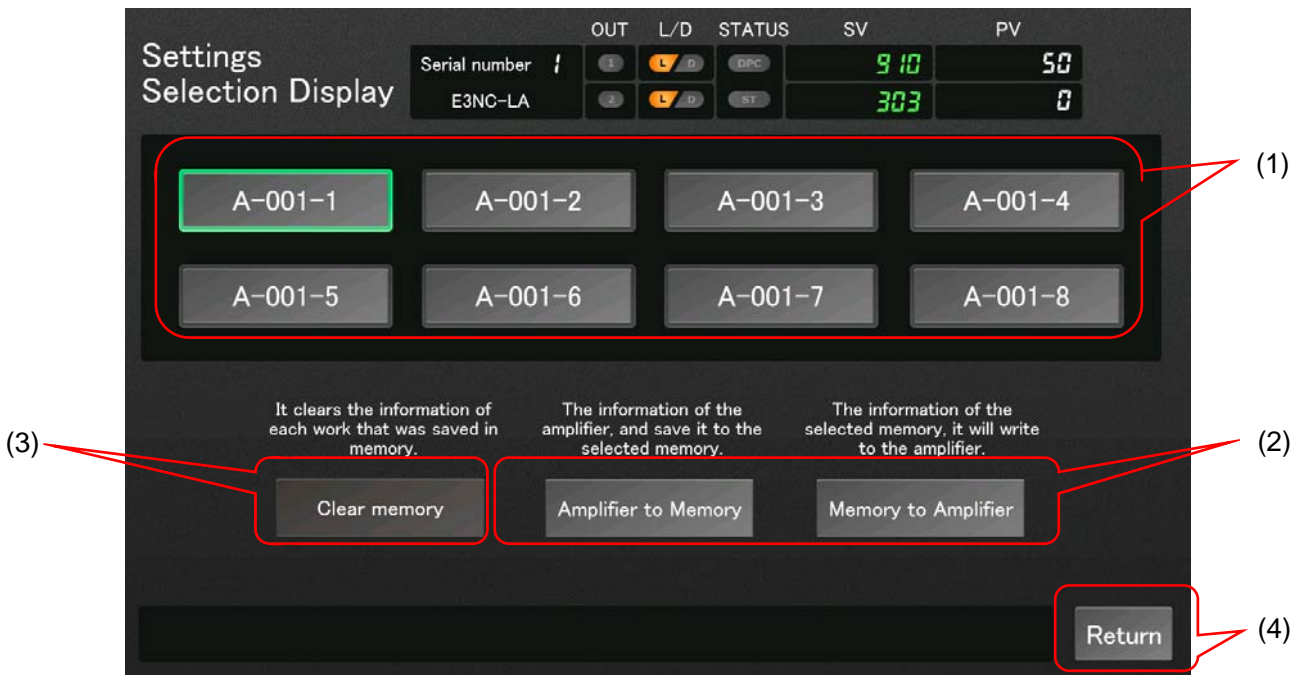 OUT L/D STATUS SV PV
Settings
Selection Display
Serial number 1 1 L D DPC 910 50
E3NC-LA 2 L D ST 303 0
(1)
A-001-1 A-001-2 A-001-3 A-001-4
A-001-5 A-001-6 A-001-7 A-001-8
It clears the information of
each work that was saved in
memory.
The information of the
amplifier, and save it to the
selected memory.
The information of the
selected memory, it will write
to the amplifier.
(3)
(2)
Clear memory Amplifier to Memory Memory to Amplifier
Return
(4)